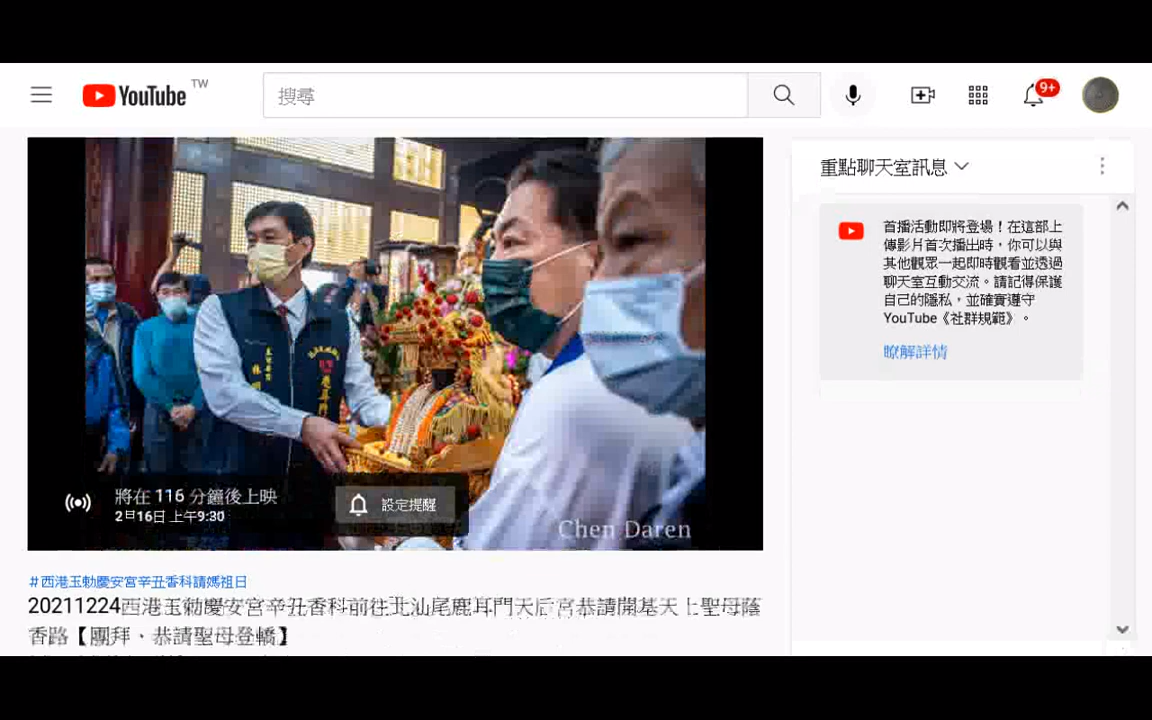 YouTube TW
搜尋
9+
重點聊天室訊息
首播活動即將登場！在這部上
傳影片首次播出時，你可以與
其他觀眾一起即時觀看並透過
聊天室互動交流。請記得保護
自己的隱私，並確實遵守
YouTube《社群規範》。
瞭解詳情
將在 116 分鐘後上映
2月16日 上午9:30
設定提醒
Chen Daren
#西港玉勅慶安宮辛丑香科請媽祖日
20211224西港玉勅慶安宮辛丑香科前往北汕尾鹿耳門天后宮恭請開基天上聖母蒞
香路【團拜、恭請聖母登轎】